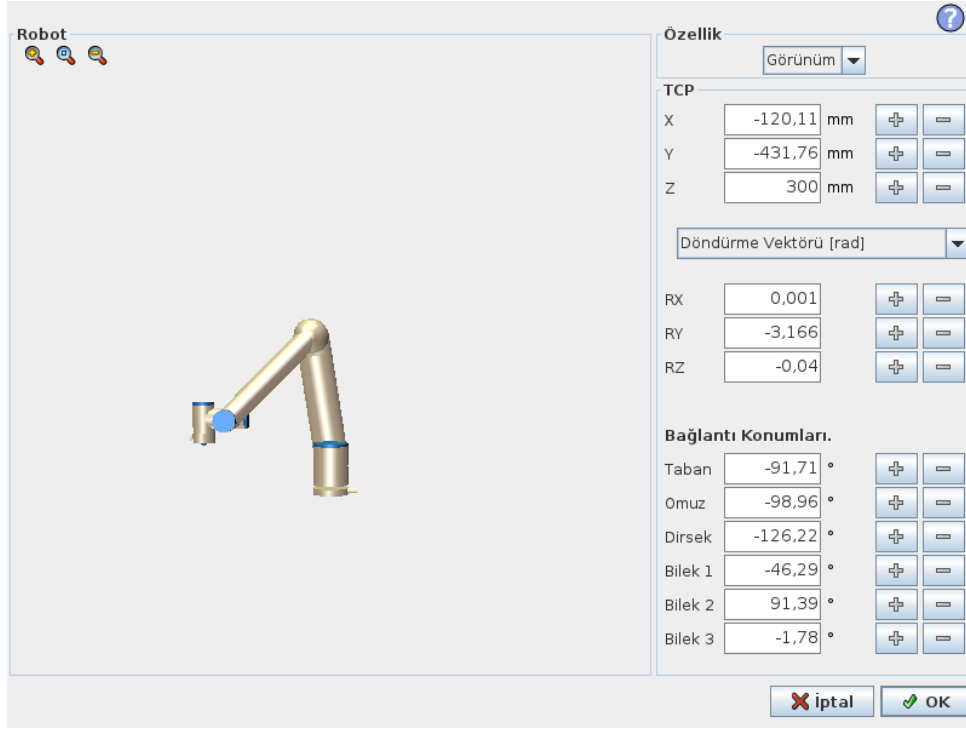 Robot
Özellik
Görünüm
TCP
X -120,11 mm
Y -431,76 mm
Z 300 mm
Döndürme Vektörü [rad]
RX 0,001
RY -3,166
RZ -0,04
Bağlantı Konumları.
Taban -91,71 °
Omuz -98,96 °
Dirsek -126,22 °
Bilek 1 -46,29 °
Bilek 2 91,39 °
Bilek 3 -1,78 °
İptal OK